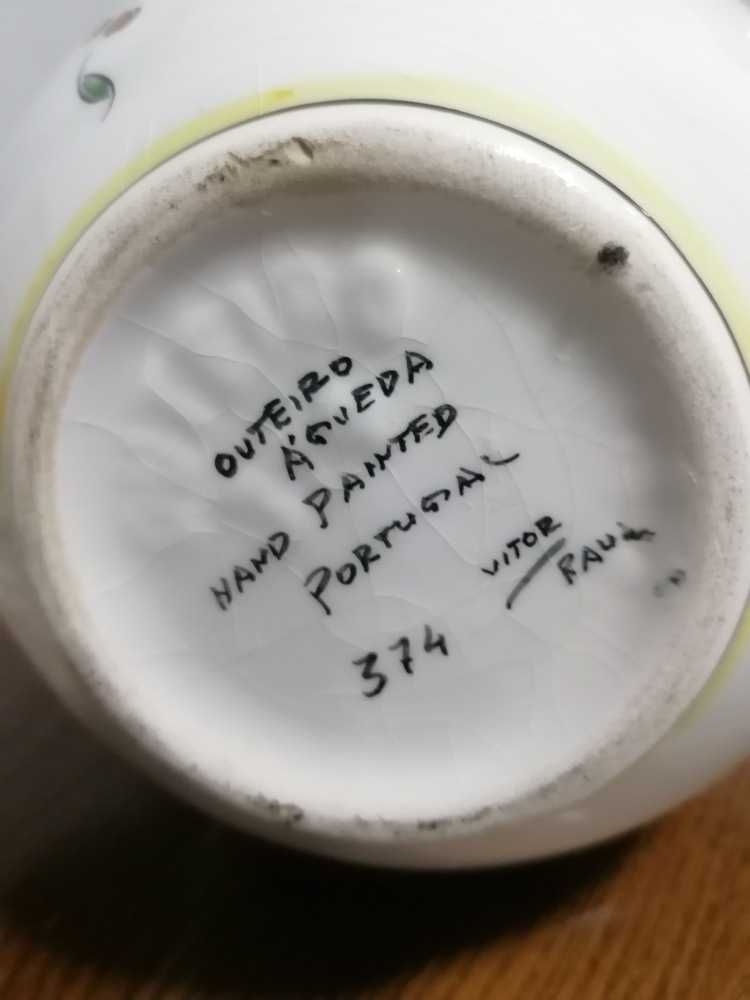 OUTEIRO
ÁGUEDA
HAND PAINTED
PORTUGAL
VITOR /
374